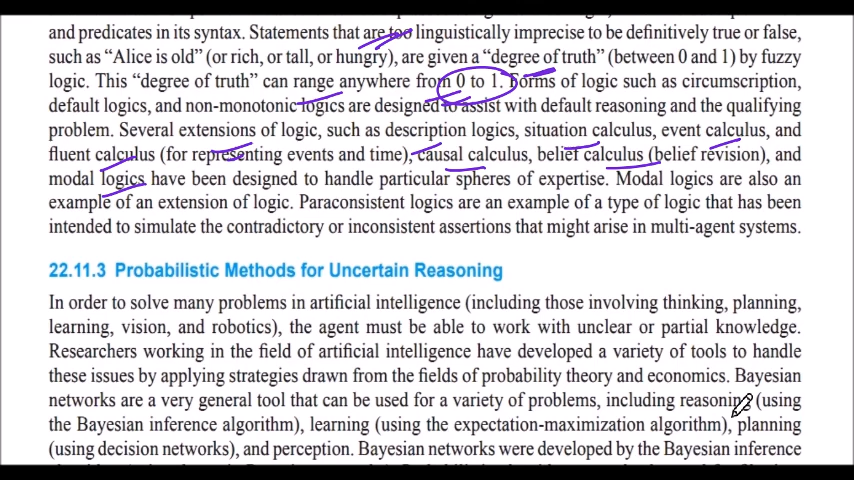 and predicates in its syntax. Statements that are too linguistically imprecise to be definitively true or false,
such as “Alice is old” (or rich, or tall, or hungry), are given a “degree of truth” (between 0 and 1) by fuzzy
logic. This “degree of truth” can range anywhere from 0 to 1. Forms of logic such as circumscription,
default logics, and non-monotonic logics are designed to assist with default reasoning and the qualifying
problem. Several extensions of logic, such as description logics, situation calculus, event calculus, and
fluent calculus (for representing events and time), causal calculus, belief calculus (belief revision), and
modal logics have been designed to handle particular spheres of expertise. Modal logics are also an
example of an extension of logic. Paraconsistent logics are an example of a type of logic that has been
intended to simulate the contradictory or inconsistent assertions that might arise in multi-agent systems.
22.11.3 Probabilistic Methods for Uncertain Reasoning
In order to solve many problems in artificial intelligence (including those involving thinking, planning,
learning, vision, and robotics), the agent must be able to work with unclear or partial knowledge.
Researchers working in the field of artificial intelligence have developed a variety of tools to handle
these issues by applying strategies drawn from the fields of probability theory and economics. Bayesian
networks are a very general tool that can be used for a variety of problems, including reasoning (using
the Bayesian inference algorithm), learning (using the expectation-maximization algorithm), planning
(using decision networks), and perception. Bayesian networks were developed by the Bayesian inference